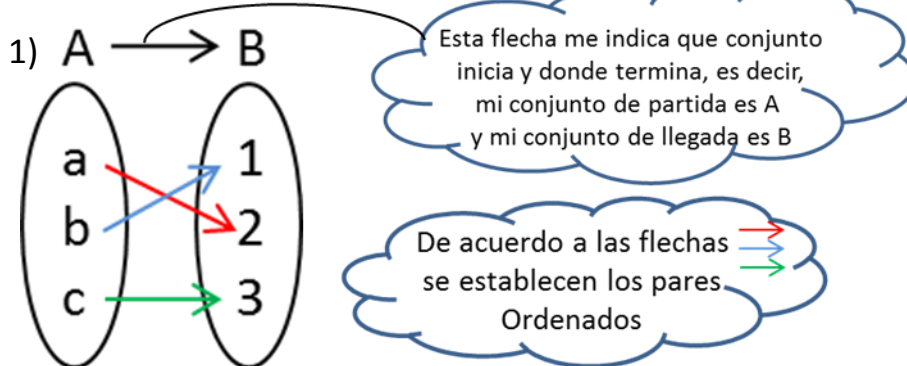 1) A B
Esta flecha me indica que conjunto
inicia y donde termina, es decir,
mi conjunto de partida es A
y mi conjunto de llegada es B
a 1
b 2
c 3
De acuerdo a las flechas
se establecen los pares
Ordenados